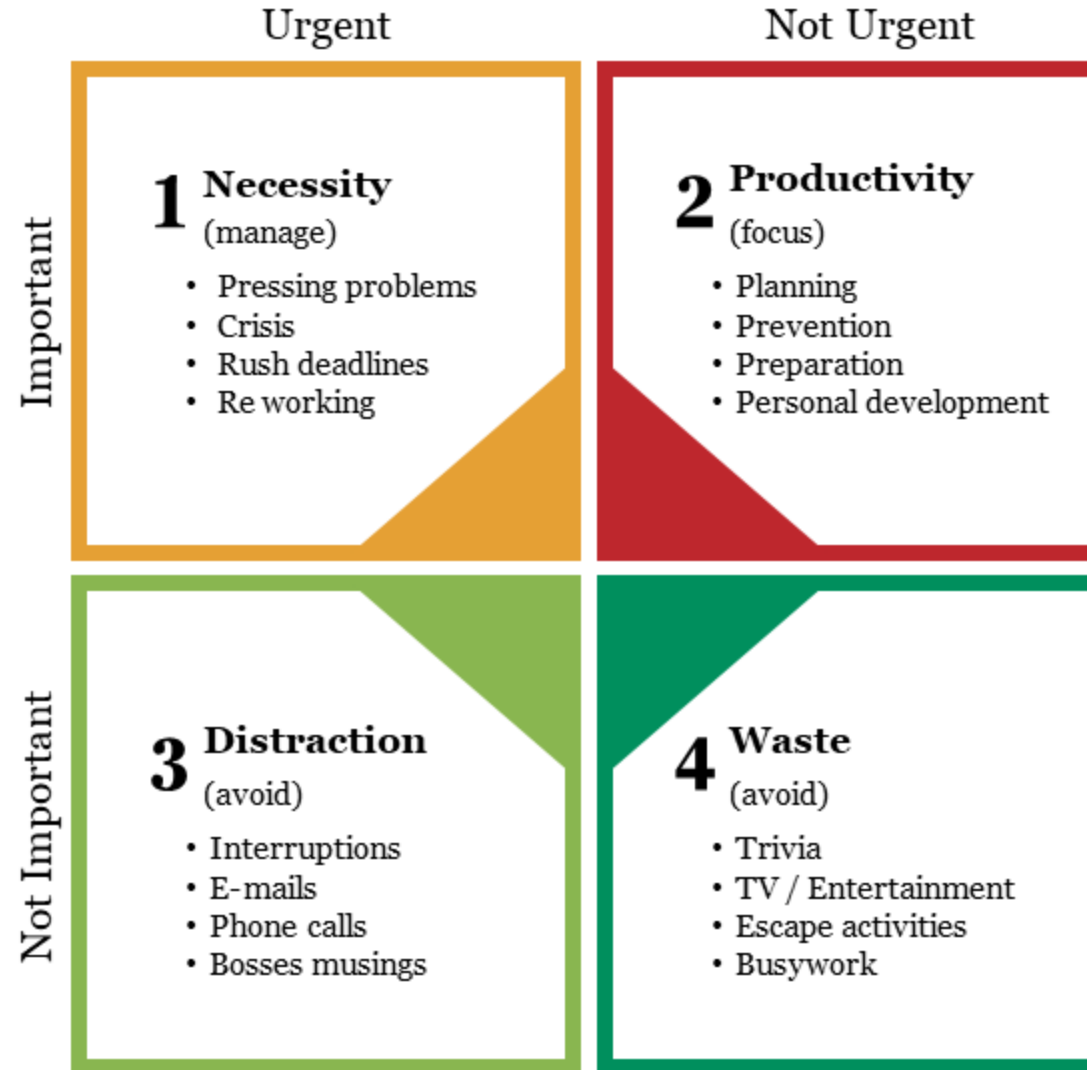 Urgent
Not Urgent
Important
1 Necessity
(manage)
• Pressing problems
• Crisis
• Rush deadlines
• Re working
2 Productivity
(focus)
• Planning
• Prevention
• Preparation
• Personal development
Not Important
3 Distraction
(avoid)
• Interruptions
• E-mails
• Phone calls
• Bosses musings
4 Waste
(avoid)
• Trivia
• TV / Entertainment
• Escape activities
• Busywork